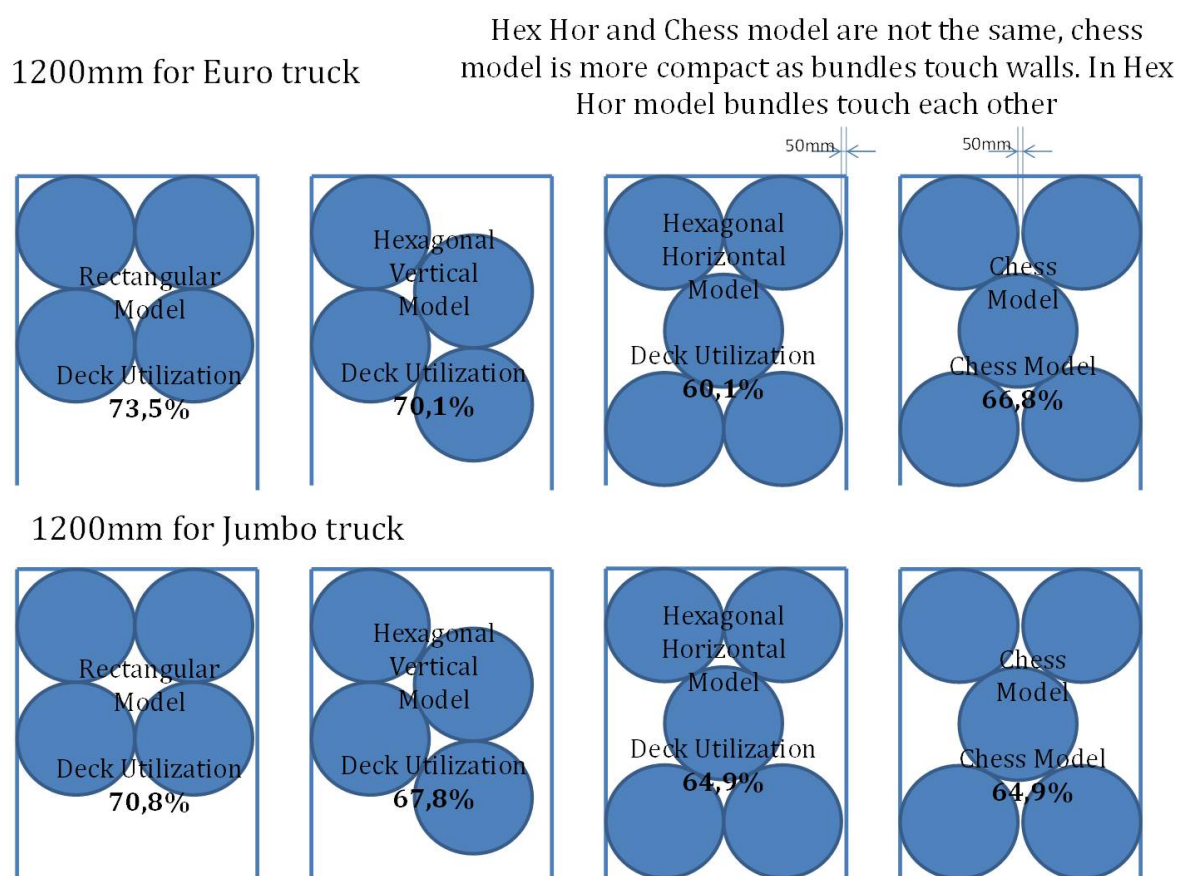 1200mm for Euro truck
Hex Hor and Chess model are not the same, chess
model is more compact as bundles touch walls. In Hex
Hor model bundles touch each other
50mm
50mm
Rectangular
Model
Deck Utilization
73,5%
Hexagonal
Vertical
Model
Deck Utilization
70,1%
Hexagonal
Horizontal
Model
Deck Utilization
60,1%
Chess
Model
Chess Model
66,8%
1200mm for Jumbo truck
Rectangular
Model
Deck Utilization
70,8%
Hexagonal
Vertical
Model
Deck Utilization
67,8%
Hexagonal
Horizontal
Model
Deck Utilization
64,9%
Chess
Model
Chess Model
64,9%